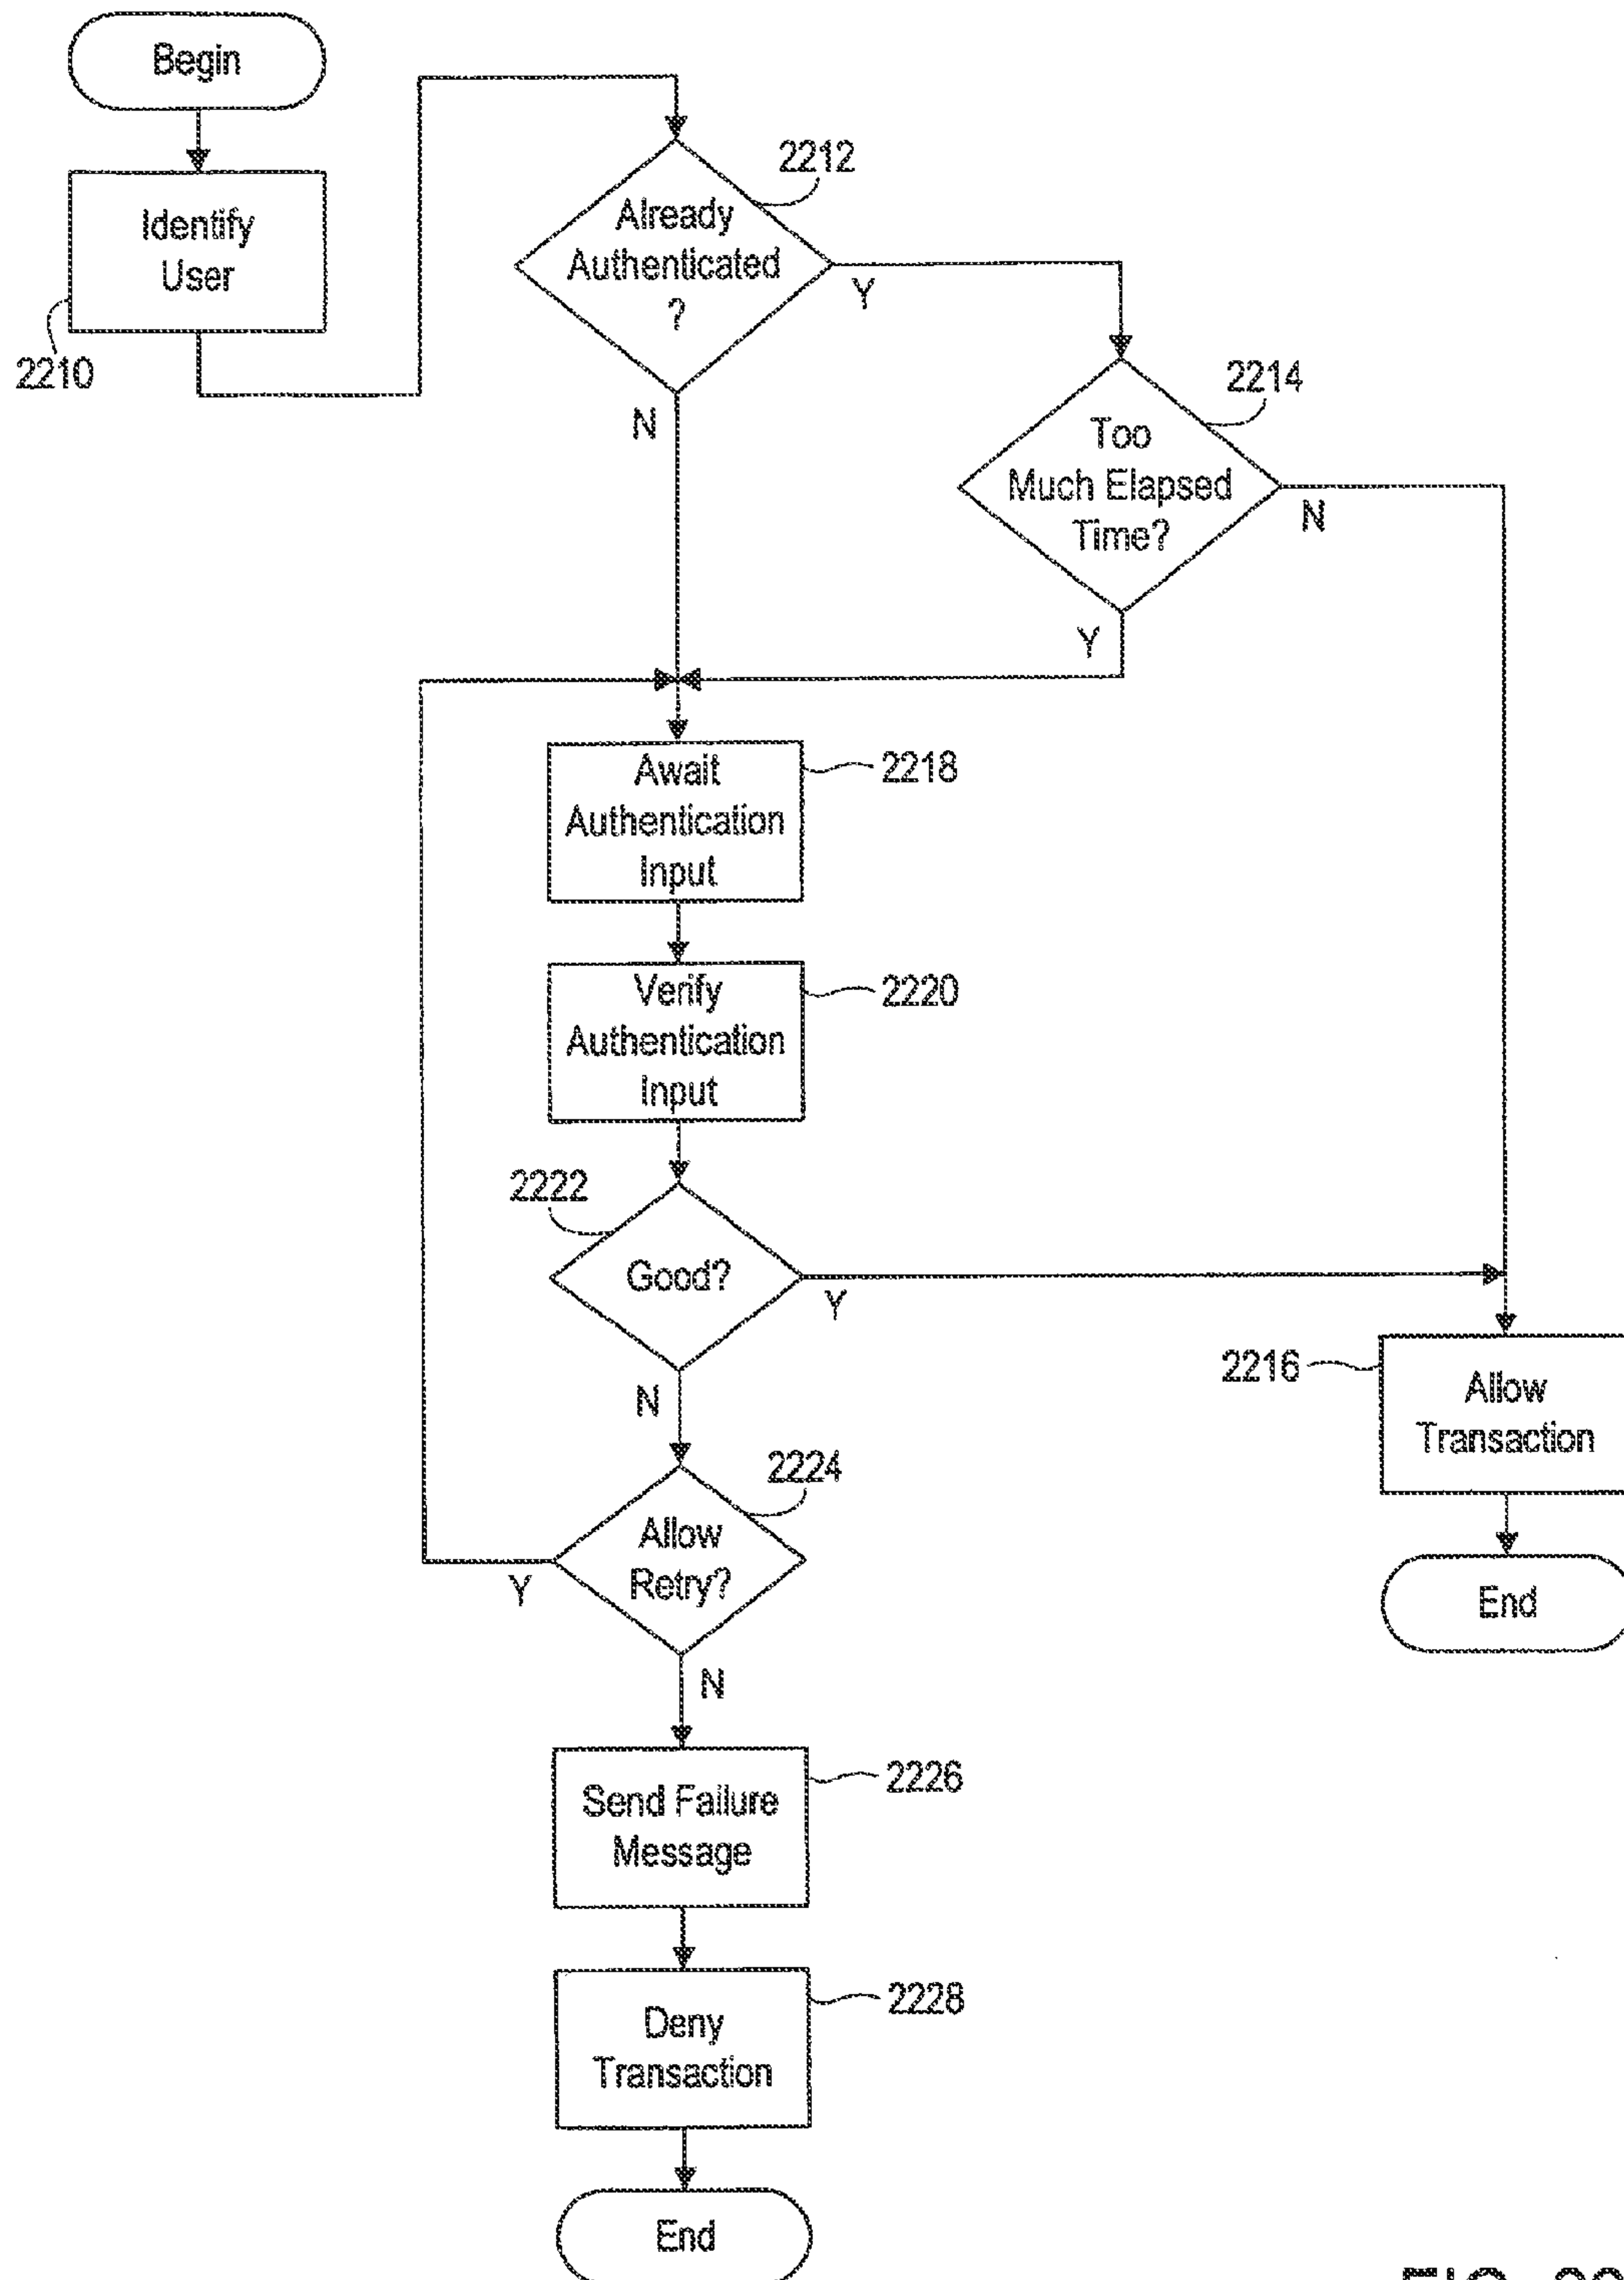 Begin
Identify
User
2210
2212
Already
Authenticated
?
Y
N
2214
Too
Much Elapsed
Time?
N
Y
Await
Authentication
Input
2218
Verify
Authentication
Input
2220
2222
Good?
Y
N
2216
Allow
Transaction
End
2224
Allow
Retry?
Y
N
Send Failure
Message
2226
Deny
Transaction
2228
End